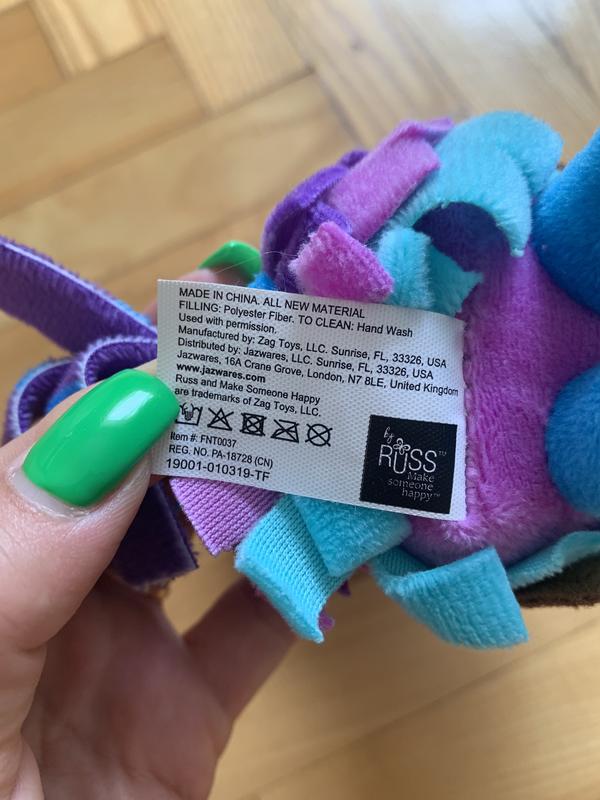 MADE IN CHINA. ALL NEW MATERIAL
FILLING: Polyester Fiber. TO CLEAN: Hand Wash
Used with permission.
Manufactured by: Zag Toys, LLC. Sunrise, FL, 33326, USA
Distributed by: Jazwares, LLC. Sunrise, FL, 33326, USA
Jazwares, 16A Crane Grove, London, N7 8LE, United Kingdom
www.jazwares.com
Russ and Make Someone Happy
are trademarks of Zag Toys, LLC.
Item #: FNT0037
REG. NO. PA-18728 (CN)
19001-010319-TF
by
RUSS™
Make
someone
happy™